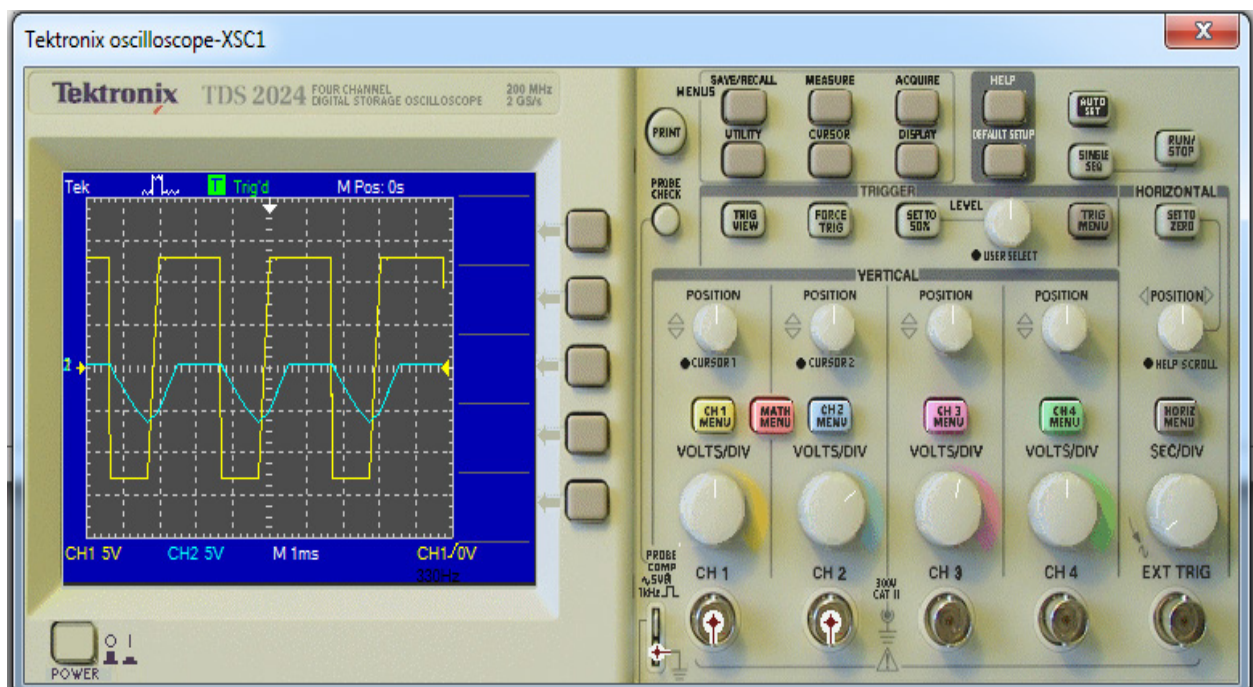 Tektronix oscilloscope-XSC1
X
Tektronix TDS 2024 FOUR CHANNEL DIGITAL STORAGE OSCILLOSCOPE 200 MHz 2 GS/s
Tek T Trig'd M Pos: 0s
2
CH1 5V CH2 5V M 1ms CH1/0V
330Hz
POWER
O I
PRINT
MENUS
SAVE/RECALL MEASURE ACQUIRE HELP
AUTO SET
UTILITY CURSOR DISPLAY DEFAULT SETUP
SINGLE SEQ
RUN/STOP
PROBE CHECK
TRIGGER
LEVEL
HORIZONTAL
TRIG VIEW
FORCE TRIG
SET TO 50%
USER SELECT
TRIG MENU
SET TO ZERO
VERTICAL
POSITION POSITION POSITION POSITION POSITION
CURSOR 1 CURSOR 2 HELP SCROLL
CH 1 MENU
MATH MENU
CH 2 MENU
CH 3 MENU
CH 4 MENU
HORIZ MENU
VOLTS/DIV VOLTS/DIV VOLTS/DIV VOLTS/DIV SEC/DIV
PROBE COMP
~5V@
1kHz
CH 1 CH 2 CH 3 CH 4 EXT TRIG
300V
CAT II